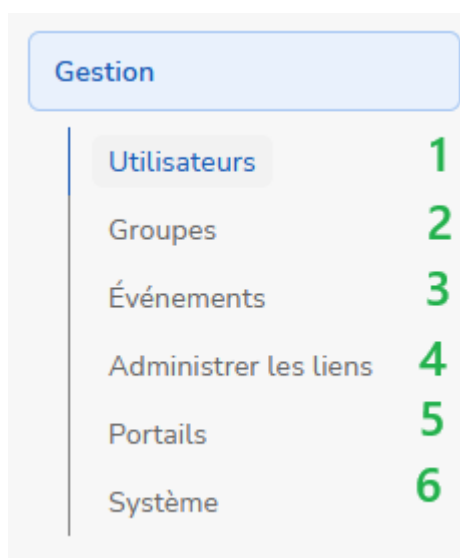 Gestion
Utilisateurs 1
Groupes 2
Événements 3
Administrer les liens 4
Portails 5
Système 6